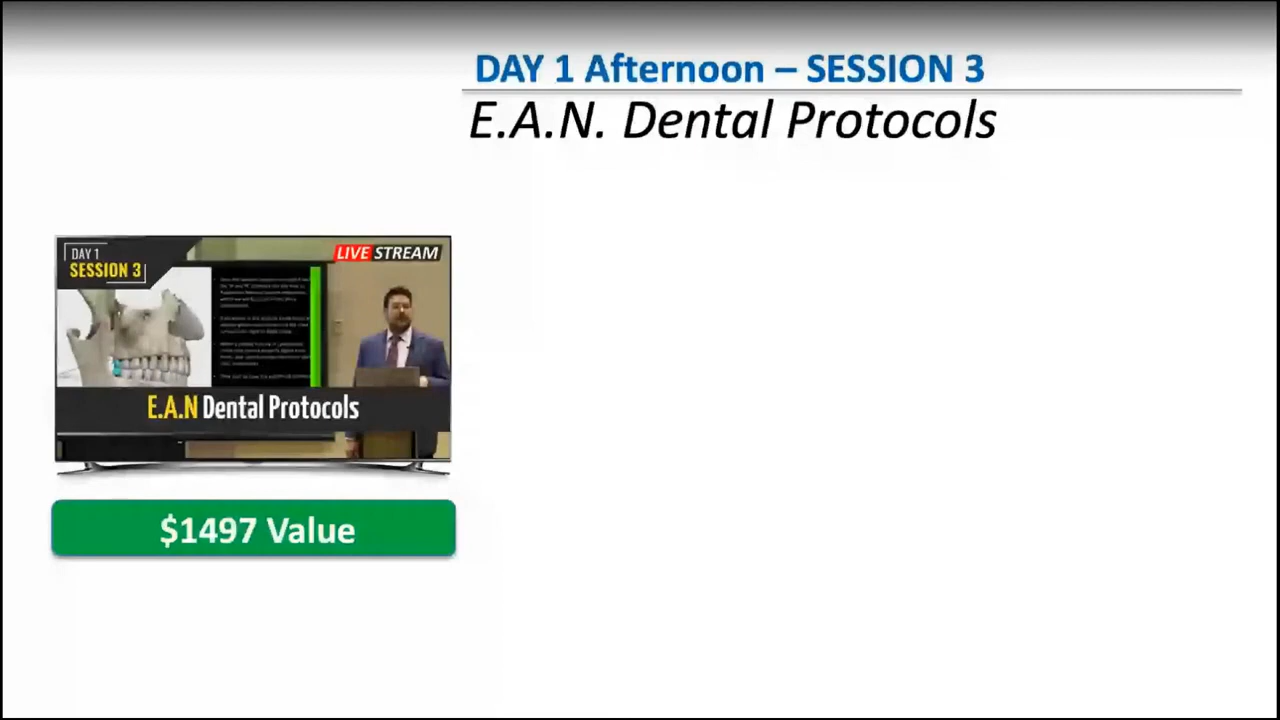 DAY 1 Afternoon – SESSION 3
E.A.N. Dental Protocols
DAY 1
SESSION 3
LIVE STREAM
E.A.N Dental Protocols
$1497 Value